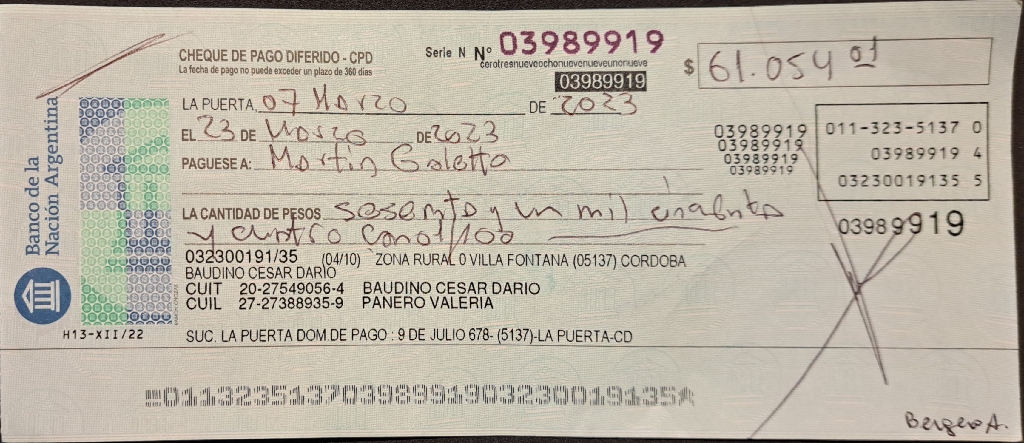 CHEQUE DE PAGO DIFERIDO - CPD
La fecha de pago no puede exceder un plazo de 360 días
Serie N Nº 03989919
cerotresnueveochonuevenueveunonueve
03989919
$ 61.054 01
LA PUERTA, 07 Marzo DE 2023
EL 23 DE Marzo DE 2023
PAGUESE A: Martin Galetto
LA CANTIDAD DE PESOS sesenta y un mil cincuenta
y cuatro con 01/100
03989919
03989919
03989919
03989919
011-323-5137 0
03989919 4
03230019135 5
03989919
Banco de la
Nación Argentina
032300191/35 (04/10) ZONA RURAL 0 VILLA FONTANA (05137) CORDOBA
BAUDINO CESAR DARIO
CUIT 20-27549056-4 BAUDINO CESAR DARIO
CUIL 27-27388935-9 PANERO VALERIA
H13-XII/22
SUC. LA PUERTA DOM.DE PAGO : 9 DE JULIO 678- (5137)-LA PUERTA-CD
01132351370398991903230019135
Bergero A.